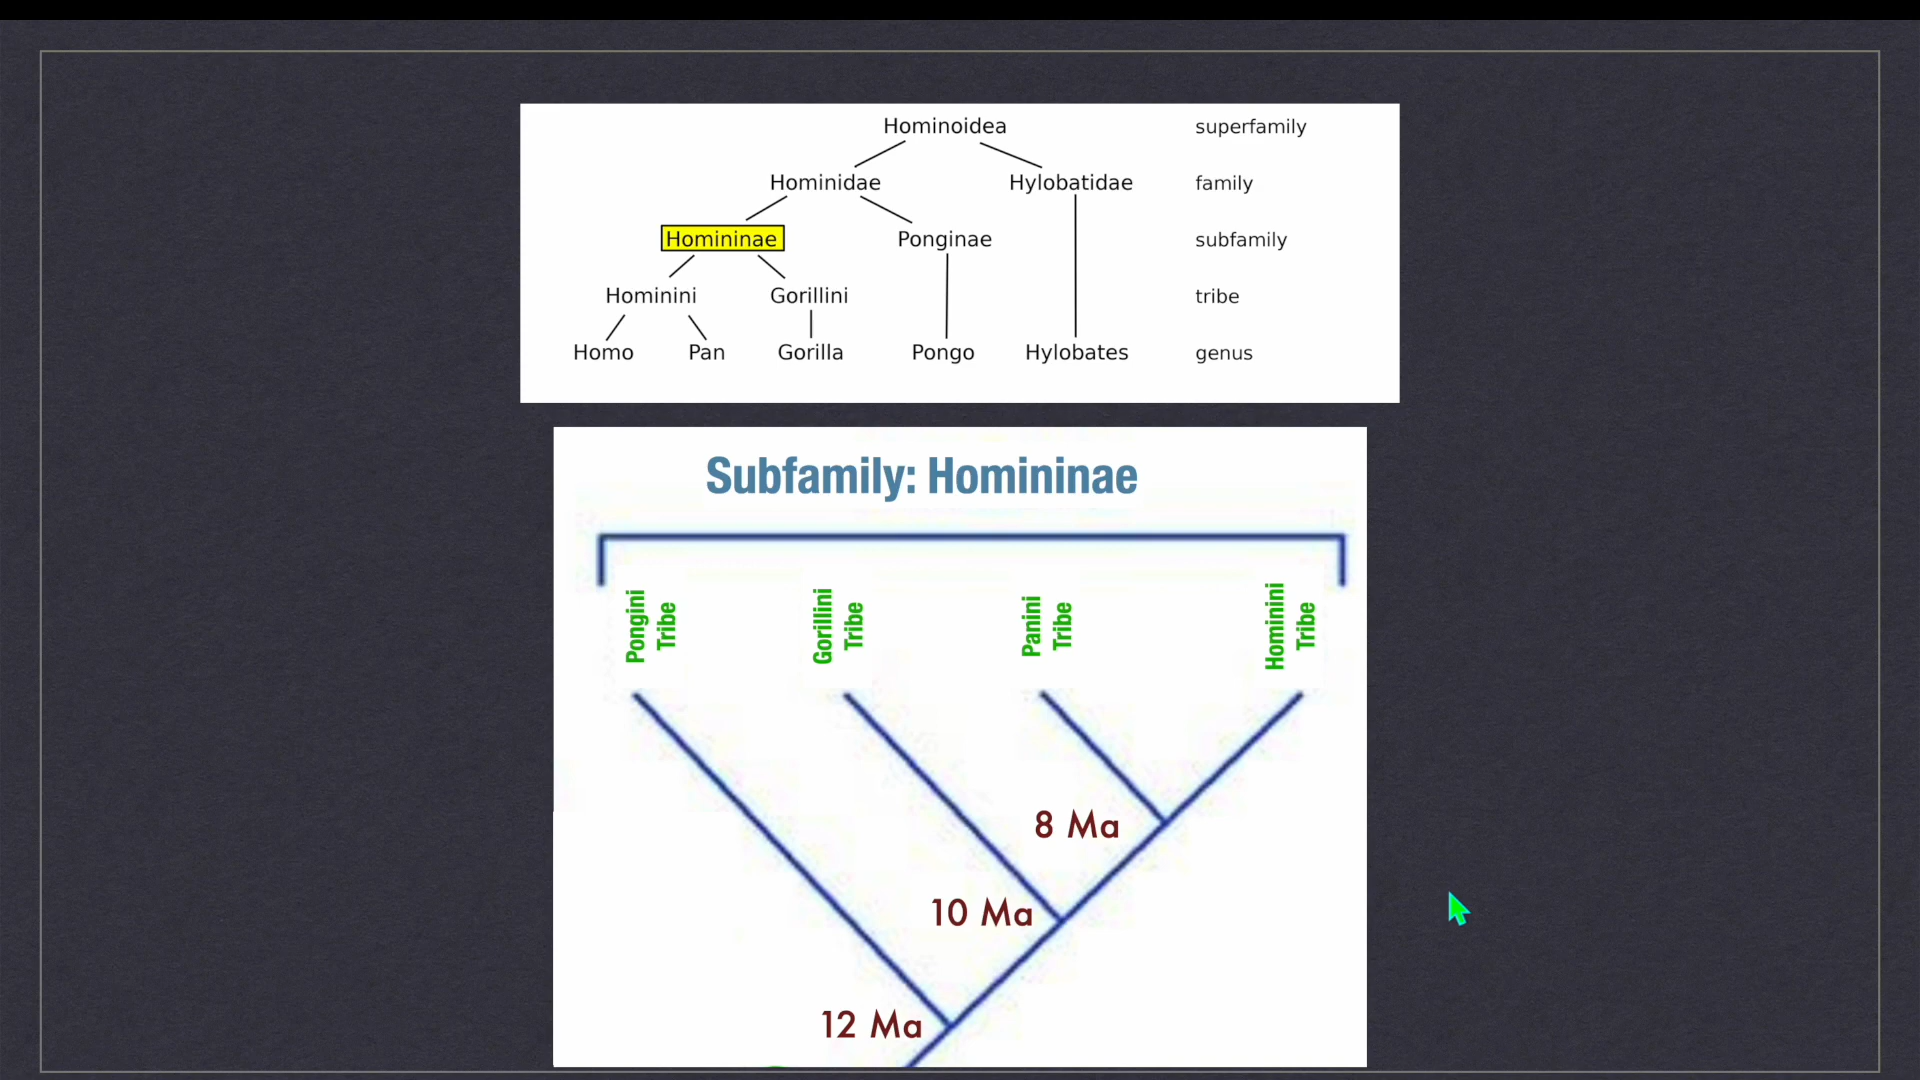 Hominoidea superfamily
Hominidae Hylobatidae family
Homininae Ponginae subfamily
Hominini Gorillini tribe
Homo Pan Gorilla Pongo Hylobates genus
Subfamily: Homininae
Pongini
Tribe
Gorillini
Tribe
Panini
Tribe
Hominini
Tribe
8 Ma
10 Ma
12 Ma